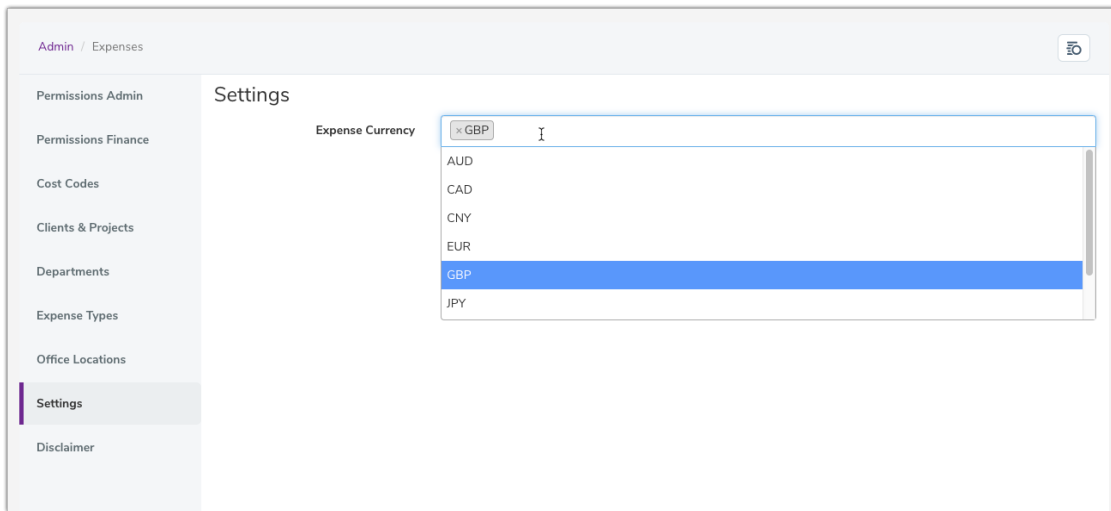 Admin / Expenses
Permissions Admin
Permissions Finance
Cost Codes
Clients & Projects
Departments
Expense Types
Office Locations
Settings
Disclaimer
Settings
Expense Currency
× GBP
AUD
CAD
CNY
EUR
GBP
JPY